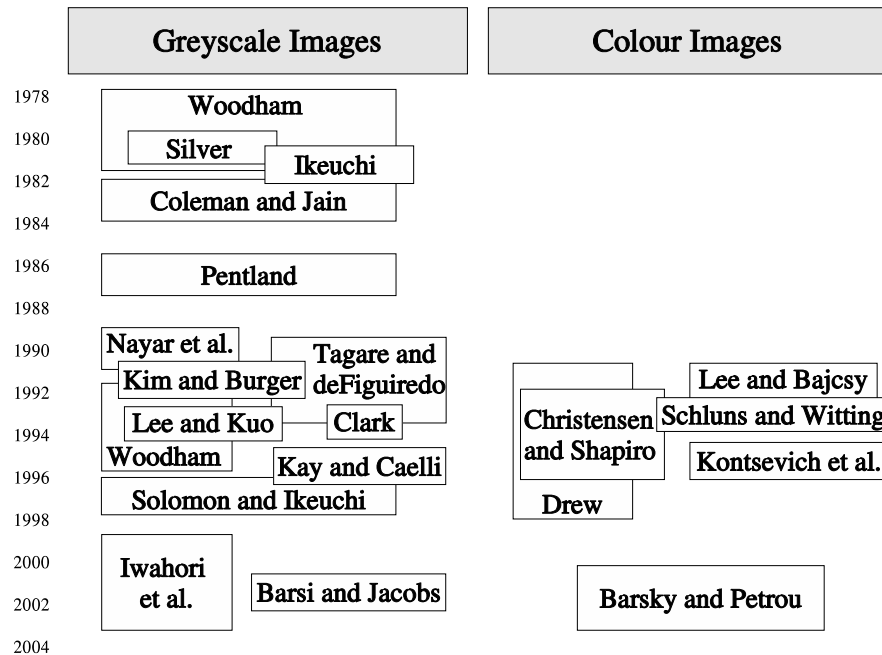 Greyscale Images
Colour Images
1978
Woodham
1980
Silver
Ikeuchi
1982
Coleman and Jain
1984
1986
Pentland
1988
1990
Nayar et al.
Tagare and
deFiguiredo
Kim and Burger
Lee and Bajcsy
1992
Christensen
and Shapiro
Schluns and Witting
Lee and Kuo
Clark
1994
Woodham
Kay and Caelli
Kontsevich et al.
1996
Solomon and Ikeuchi
Drew
1998
2000
Iwahori
et al.
Barsi and Jacobs
Barsky and Petrou
2002
2004